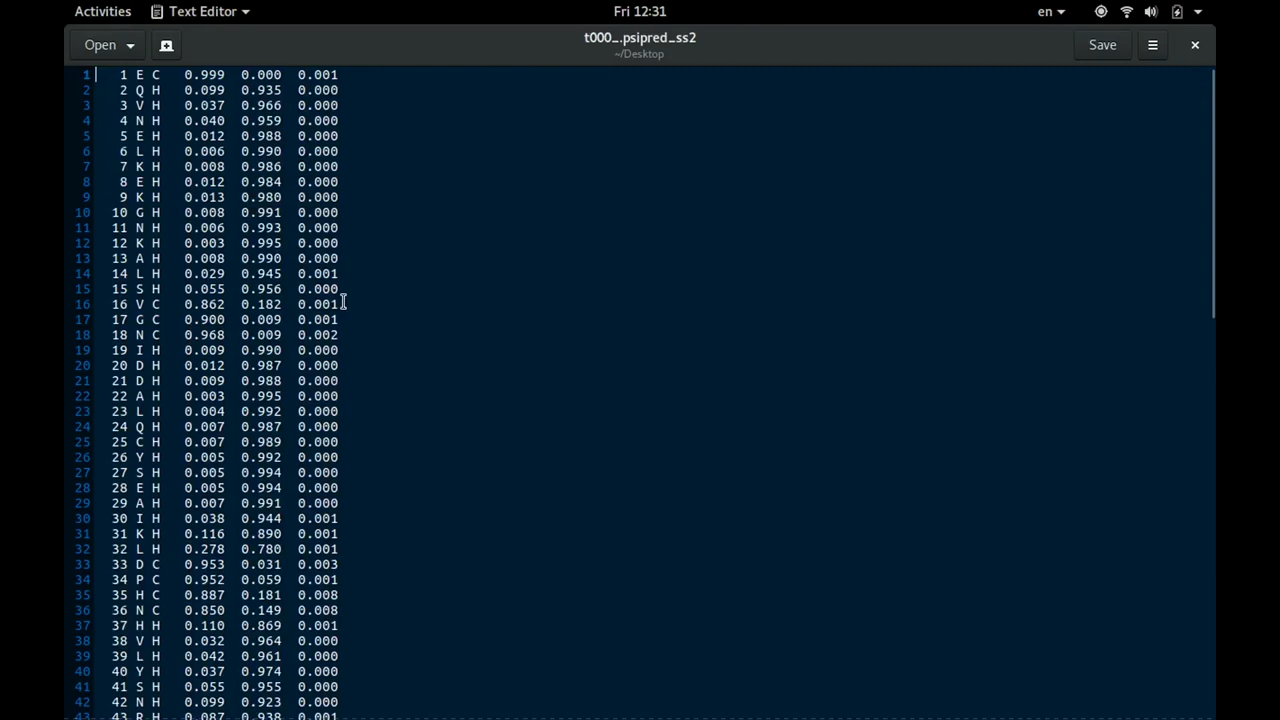 Activities Text Editor Fri 12:31 en
Open t000_..psipred_ss2 Save
~/Desktop
1 1 E C 0.999 0.000 0.001
2 2 Q H 0.099 0.935 0.000
3 3 V H 0.037 0.966 0.000
4 4 N H 0.040 0.959 0.000
5 5 E H 0.012 0.988 0.000
6 6 L H 0.006 0.990 0.000
7 7 K H 0.008 0.986 0.000
8 8 E H 0.012 0.984 0.000
9 9 K H 0.013 0.980 0.000
10 10 G H 0.008 0.991 0.000
11 11 N H 0.006 0.993 0.000
12 12 K H 0.003 0.995 0.000
13 13 A H 0.008 0.990 0.000
14 14 L H 0.029 0.945 0.001
15 15 S H 0.055 0.956 0.000
16 16 V C 0.862 0.182 0.001
17 17 G C 0.900 0.009 0.001
18 18 N C 0.968 0.009 0.002
19 19 I H 0.009 0.990 0.000
20 20 D H 0.012 0.987 0.000
21 21 D H 0.009 0.988 0.000
22 22 A H 0.003 0.995 0.000
23 23 L H 0.004 0.992 0.000
24 24 Q H 0.007 0.987 0.000
25 25 C H 0.007 0.989 0.000
26 26 Y H 0.005 0.992 0.000
27 27 S H 0.005 0.994 0.000
28 28 E H 0.005 0.994 0.000
29 29 A H 0.007 0.991 0.000
30 30 I H 0.038 0.944 0.001
31 31 K H 0.116 0.890 0.001
32 32 L H 0.278 0.780 0.001
33 33 D C 0.953 0.031 0.003
34 34 P C 0.952 0.059 0.001
35 35 H C 0.887 0.181 0.008
36 36 N C 0.850 0.149 0.008
37 37 H H 0.110 0.869 0.001
38 38 V H 0.032 0.964 0.000
39 39 L H 0.042 0.961 0.000
40 40 Y H 0.037 0.974 0.000
41 41 S H 0.055 0.955 0.000
42 42 N H 0.099 0.923 0.000
43 43 R H 0.087 0.938 0.001